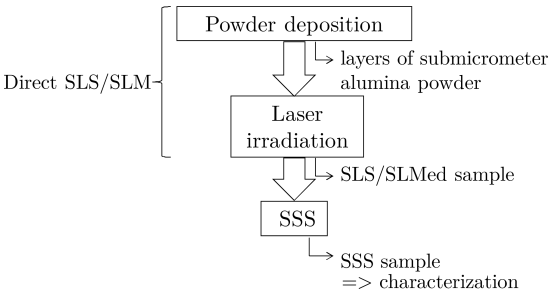 Powder deposition
layers of submicrometer
alumina powder
Direct SLS/SLM
Laser
irradiation
SLS/SLMed sample
SSS
SSS sample
=> characterization